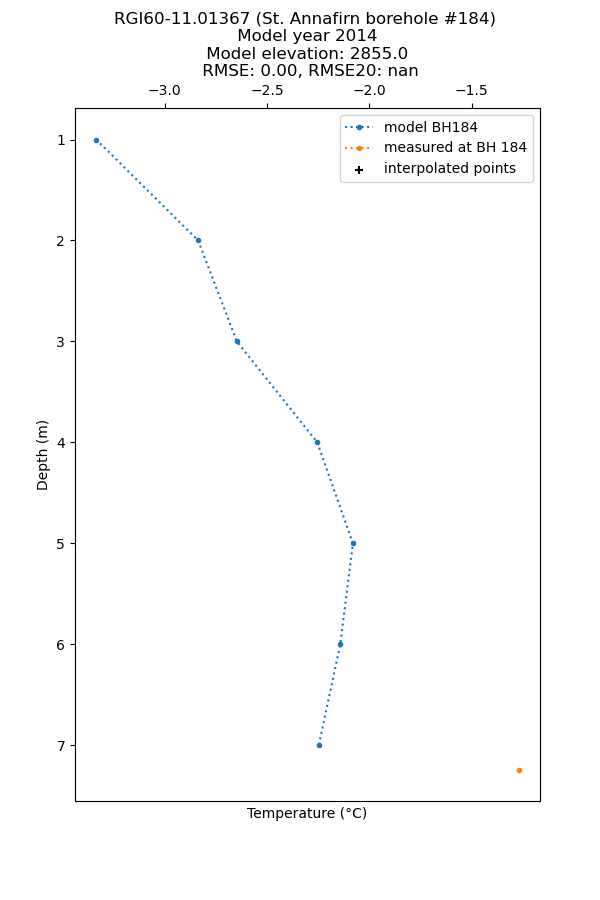 RGI60-11.01367 (St. Annafirn borehole #184)
Model year 2014
Model elevation: 2855.0
RMSE: 0.00, RMSE20: nan
−3.0 −2.5 −2.0 −1.5
model BH184
measured at BH 184
interpolated points
1
2
3
4
5
6
7
Depth (m)
Temperature (°C)